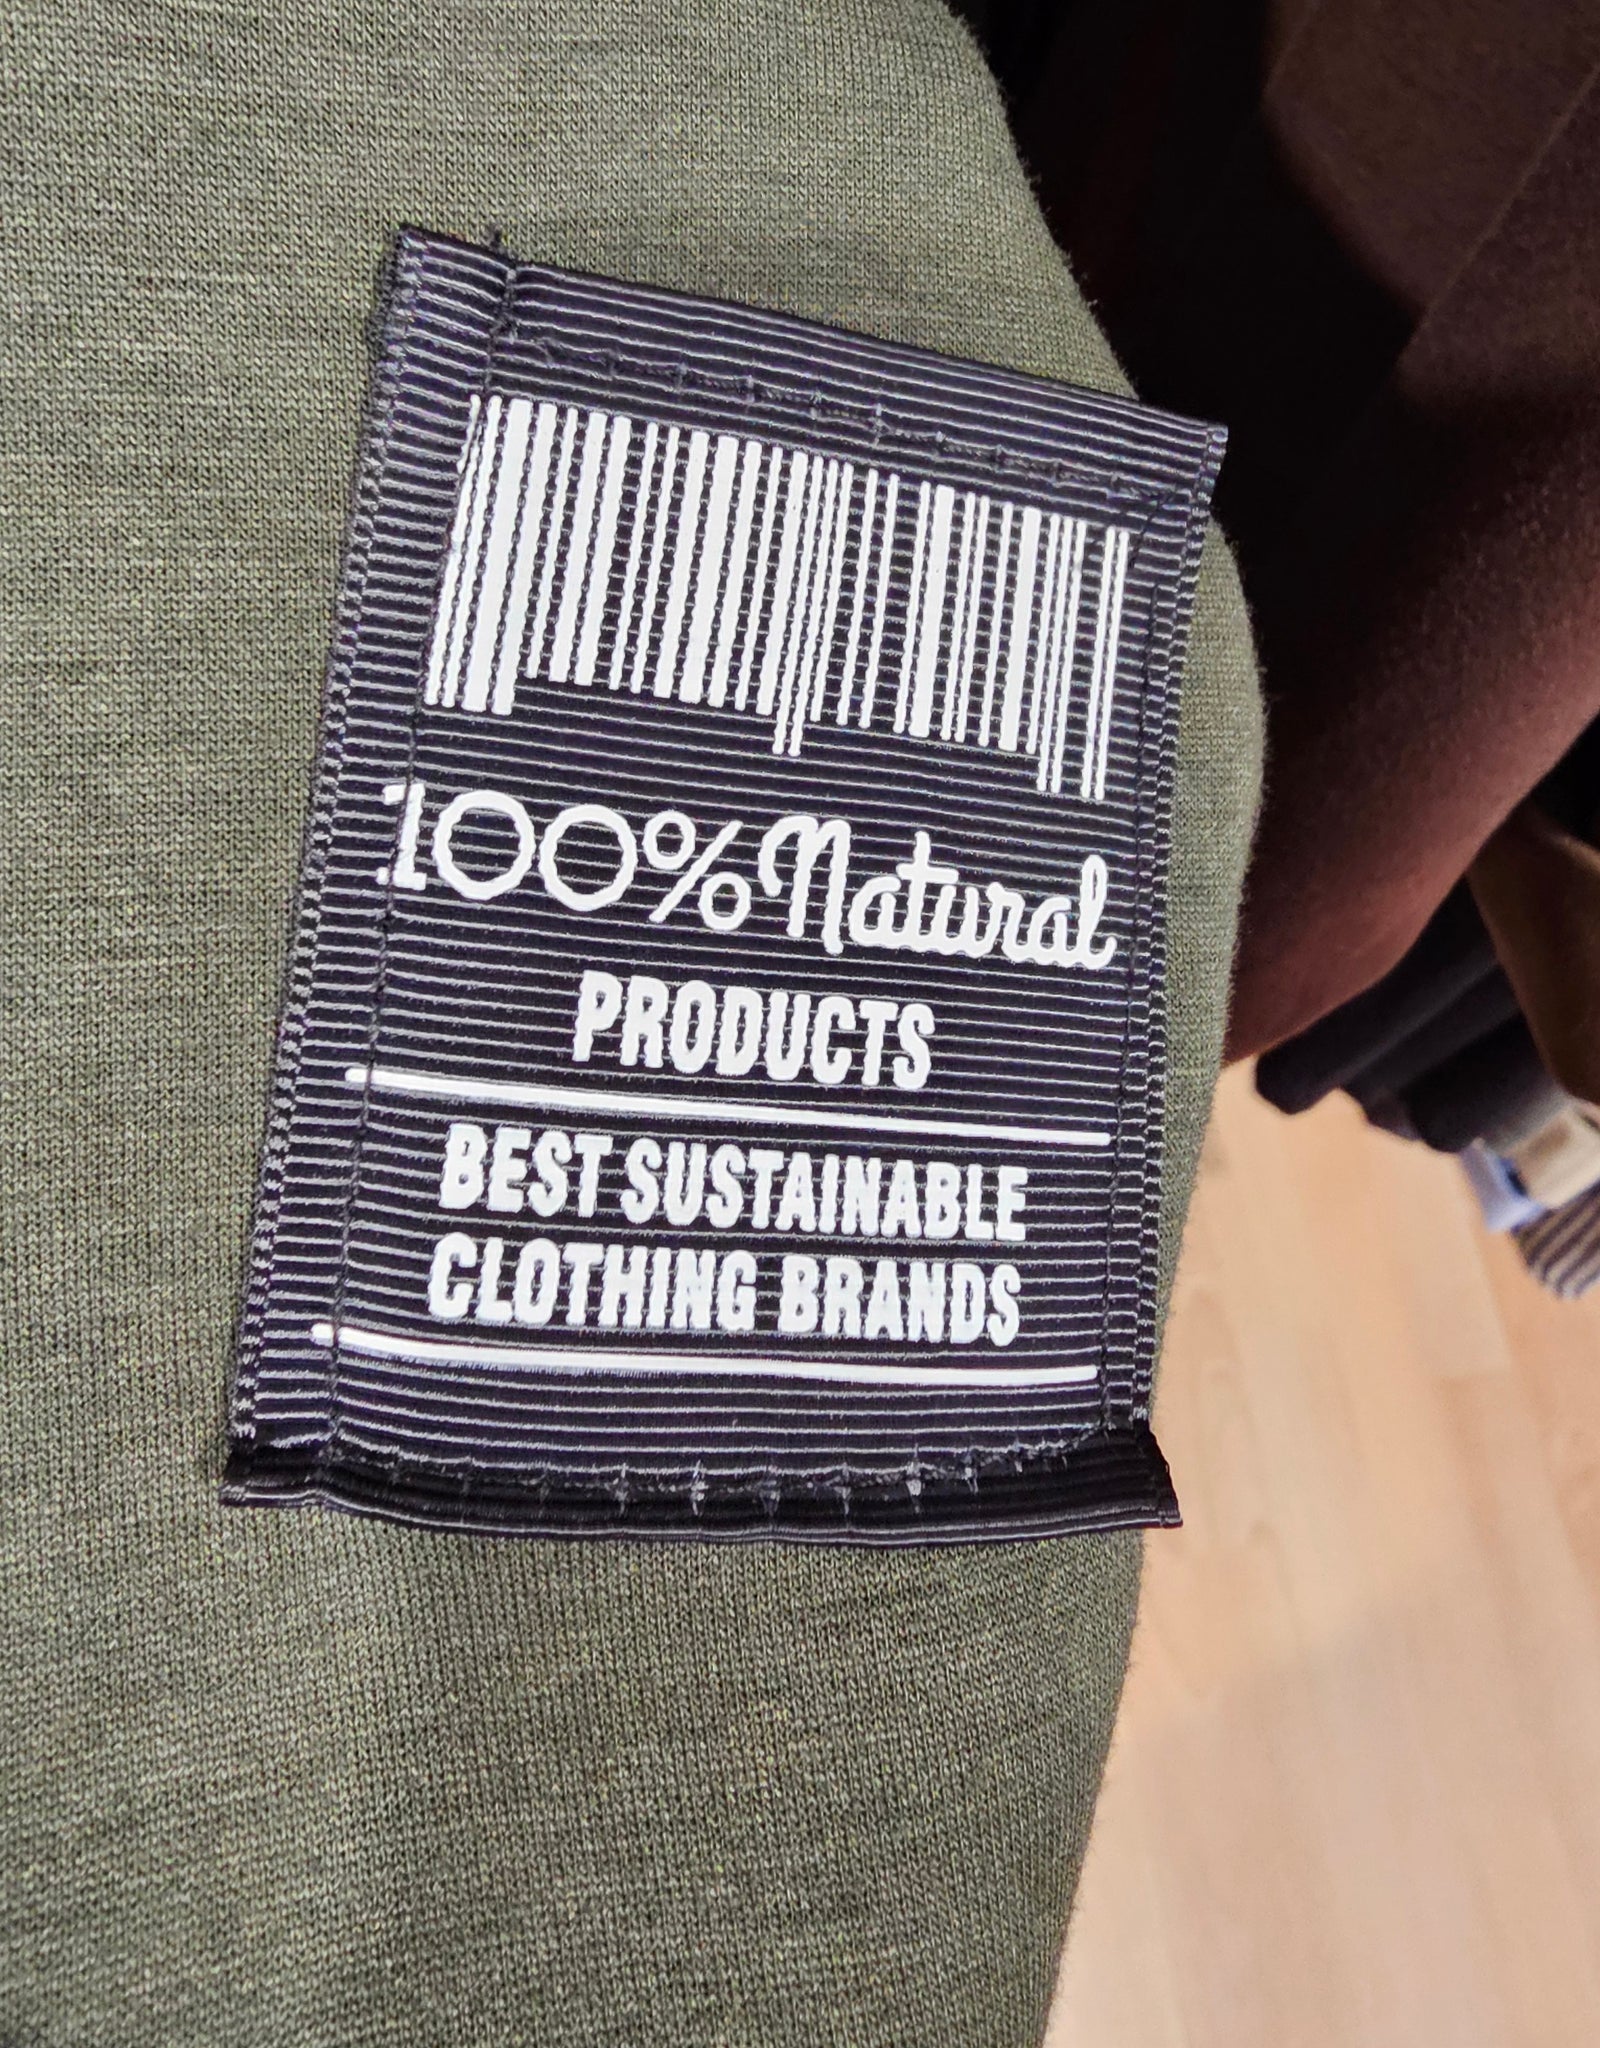 100% Natural
PRODUCTS
BEST SUSTAINABLE
CLOTHING BRANDS